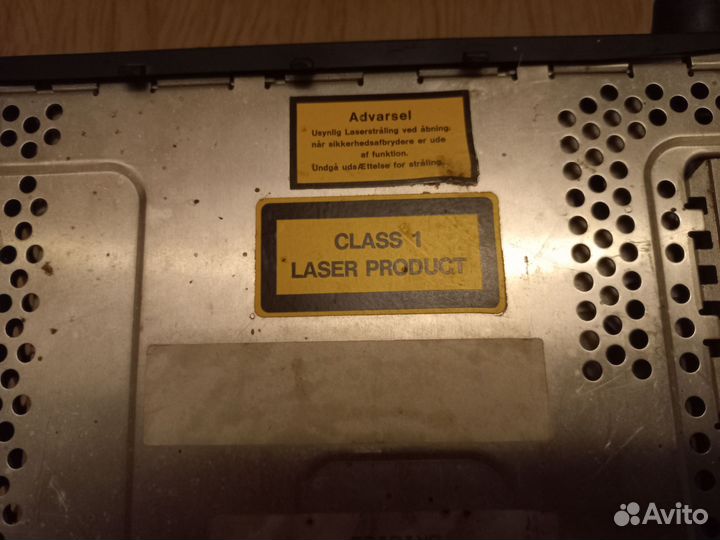 Advarsel
Usynlig Laserstråling ved åbning,
når sikkerhedsafbrydere er ude
af funktion.
Undgå udsÆttelse for stråling.
CLASS 1
LASER PRODUCT
Avito